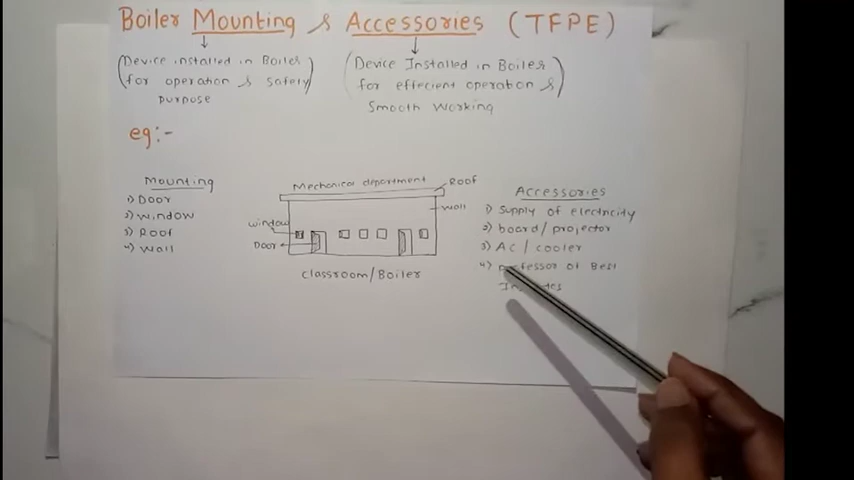 Boiler Mounting & Accessories (TFPE)
(Device installed in Boiler
for operation & safety)
purpose
(Device Installed in Boiler
for effecient operation &)
Smooth Working
eg:-
Mounting
1) Door
2) Window
3) Roof
4) Wall
Mechanical department
Roof
Wall
Window
Door
Classroom/Boiler
Accessories
1) Supply of electricity
2) board/projector
3) AC / cooler
4) of Best